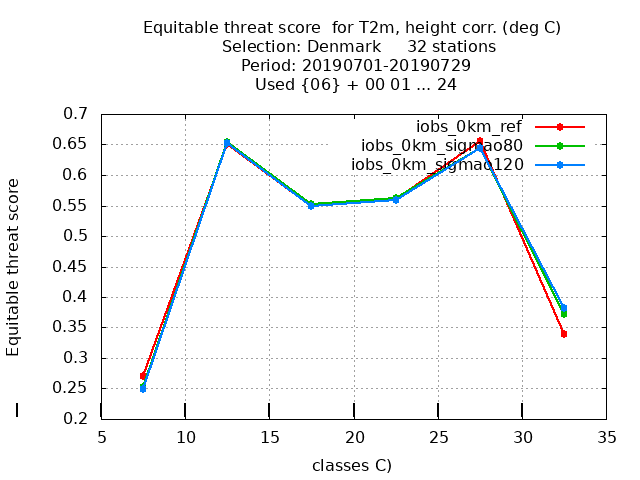 Equitable threat score  for T2m, height corr. (deg C)
Selection: Denmark     32 stations
Period: 20190701-20190729
Used {06} + 00 01 ... 24
iobs_0km_ref
iobs_0km_sigmao80
iobs_0km_sigmao120
0.7
0.65
0.6
0.55
0.5
0.45
0.4
0.35
0.3
0.25
0.2
Equitable threat score
5 10 15 20 25 30 35
classes C)